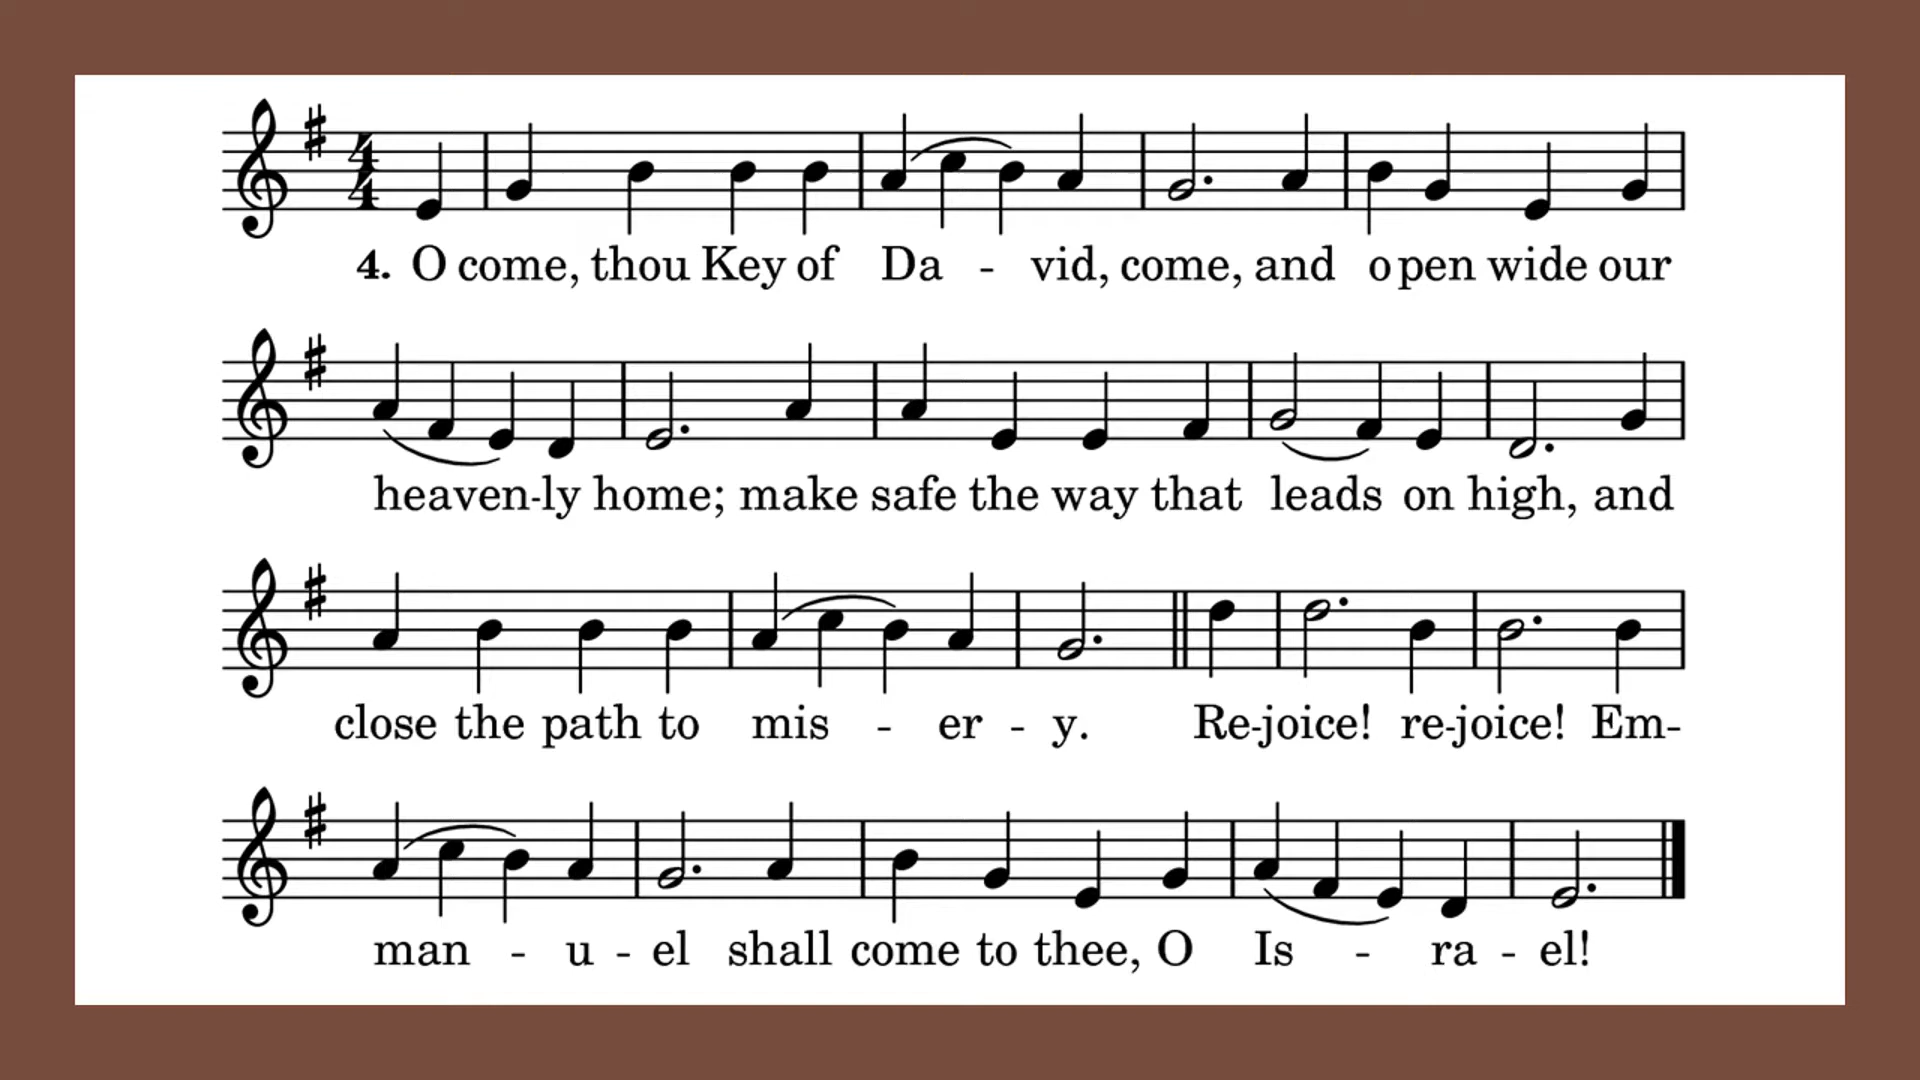 4. O come, thou Key of Da - vid, come, and open wide our
heaven-ly home; make safe the way that leads on high, and
close the path to mis - er - y. Re-joice! re-joice! Em-
man - u - el shall come to thee, O Is - ra - el!